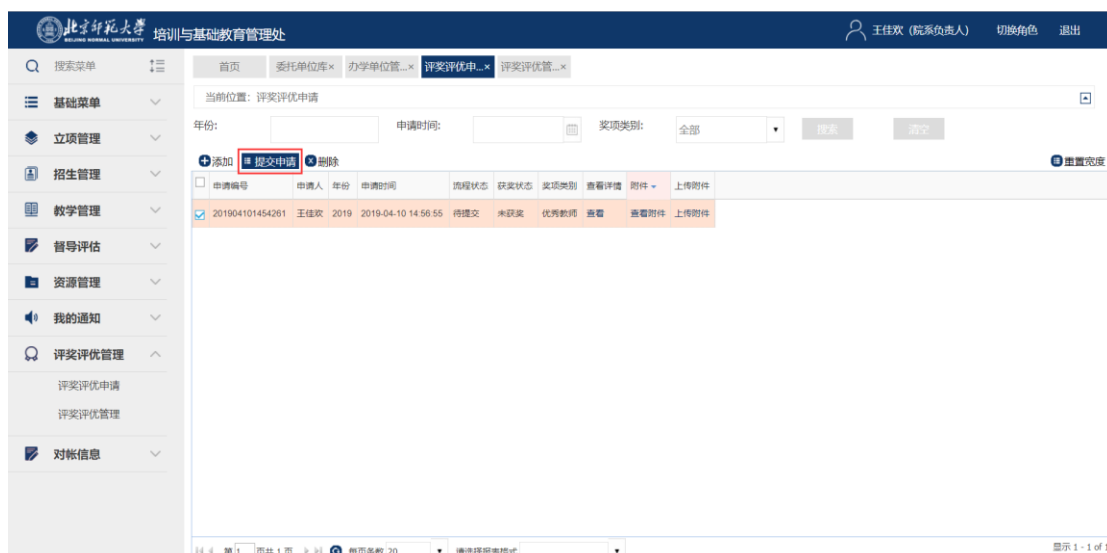 北京师范大学 培训与基础教育管理处 王佳欢（院系负责人） 切换角色 退出
BEIJING NORMAL UNIVERSITY
搜索菜单
首页 委托单位库× 办学单位管...× 评奖评优申...× 评奖评优管...×
基础菜单
当前位置：评奖评优申请
年份: 申请时间: 奖项类别: 全部 搜索 清空
立项管理
添加 提交申请 删除 重置宽度
招生管理
申请编号 申请人 年份 申请时间 流程状态 获奖状态 奖项类别 查看详情 附件 上传附件
教学管理
201904101454261 王佳欢 2019 2019-04-10 14:56:55 待提交 未获奖 优秀教师 查看 查看附件 上传附件
督导评估
资源管理
我的通知
评奖评优管理
评奖评优申请
评奖评优管理
对帐信息
第 1 页共 1 页 每页条数 20 请选择报表格式 显示 1 - 1 of 1